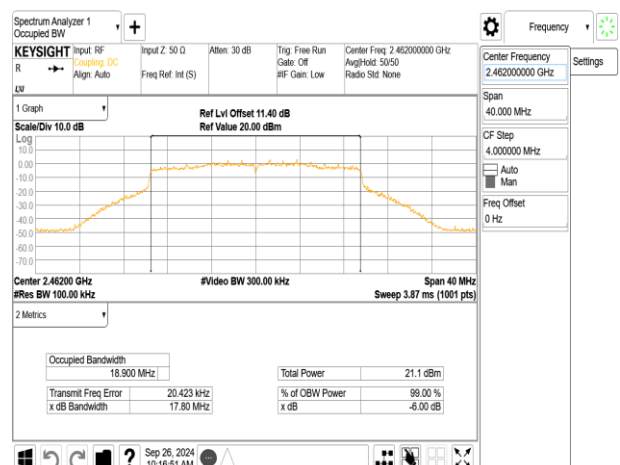 Spectrum Analyzer 1
Occupied BW
+
Frequency
KEYSIGHT
Input: RF
Coupling: DC
Align: Auto
Input Z: 50 Ω
Freq Ref: Int (S)
Atten: 30 dB
Trig: Free Run
Gate: Off
#IF Gain: Low
Center Freq: 2.462000000 GHz
Avg|Hold: 50/50
Radio Std: None
R
LXI
Center Frequency
2.462000000 GHz
Settings
Span
40.000 MHz
CF Step
4.000000 MHz
Auto
Man
Freq Offset
0 Hz
1 Graph
Scale/Div 10.0 dB
Ref Lvl Offset 11.40 dB
Ref Value 20.00 dBm
Log
10.0
0.00
-10.0
-20.0
-30.0
-40.0
-50.0
-60.0
-70.0
Center 2.46200 GHz
#Video BW 300.00 kHz
Span 40 MHz
#Res BW 100.00 kHz
Sweep 3.87 ms (1001 pts)
2 Metrics
Occupied Bandwidth
18.900 MHz
Total Power 21.1 dBm
Transmit Freq Error 20.423 kHz
% of OBW Power 99.00 %
x dB Bandwidth 17.80 MHz
x dB -6.00 dB
?
Sep 26, 2024
10:16:51 AM